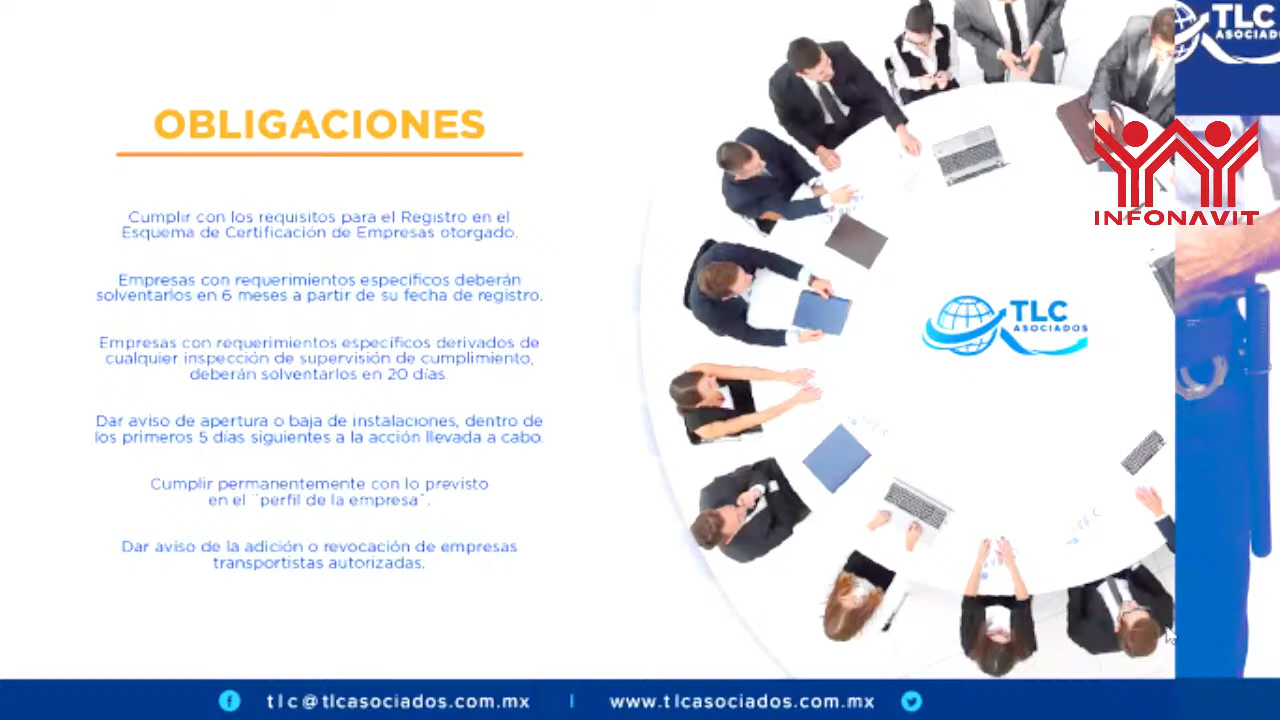 TLC
ASOCIAD
OBLIGACIONES
INFONAVIT
Cumplir con los requisitos para el Registro en el
Esquema de Certificación de Empresas otorgado.
Empresas con requerimientos específicos deberán
solventarlos en 6 meses a partir de su fecha de registro.
Empresas con requerimientos específicos derivados de
cualquier inspección de supervisión de cumplimiento,
deberán solventarlos en 20 días.
TLC
ASOCIADOS
Dar aviso de apertura o baja de instalaciones, dentro de
los primeros 5 días siguientes a la acción llevada a cabo.
Cumplir permanentemente con lo previsto
en el ¨perfil de la empresa¨.
Dar aviso de la adición o revocación de empresas
transportistas autorizadas.
tlc@tlcasociados.com.mx | www.tlcasociados.com.mx